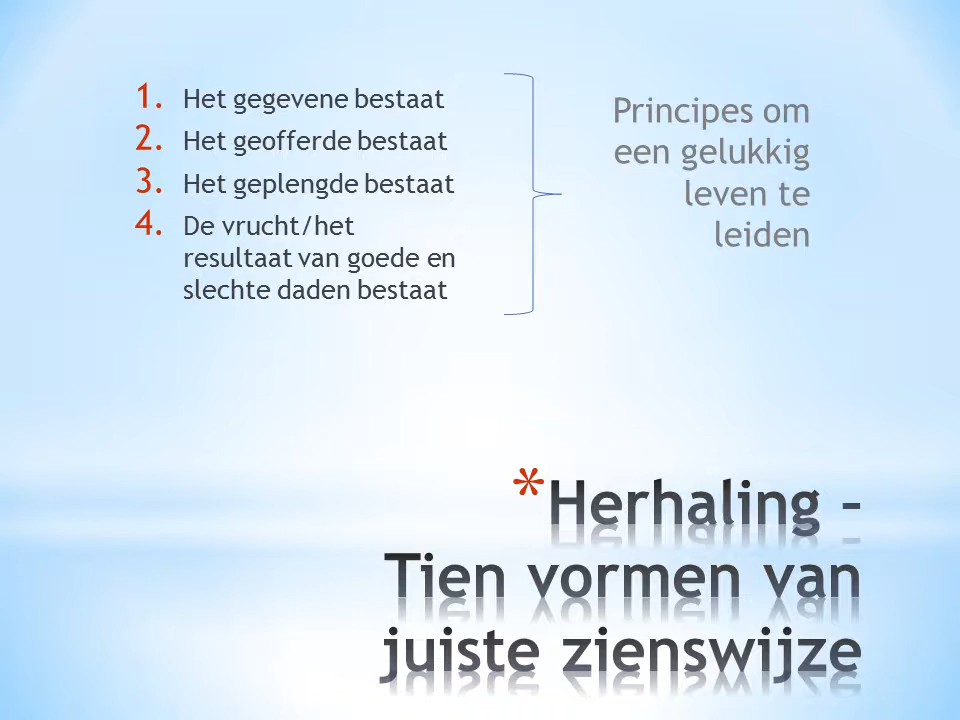 1. Het gegevene bestaat
2. Het geofferde bestaat
3. Het geplengde bestaat
4. De vrucht/het
resultaat van goede en
slechte daden bestaat
Principes om
een gelukkig
leven te
leiden
*Herhaling –
Tien vormen van
juiste zienswijze